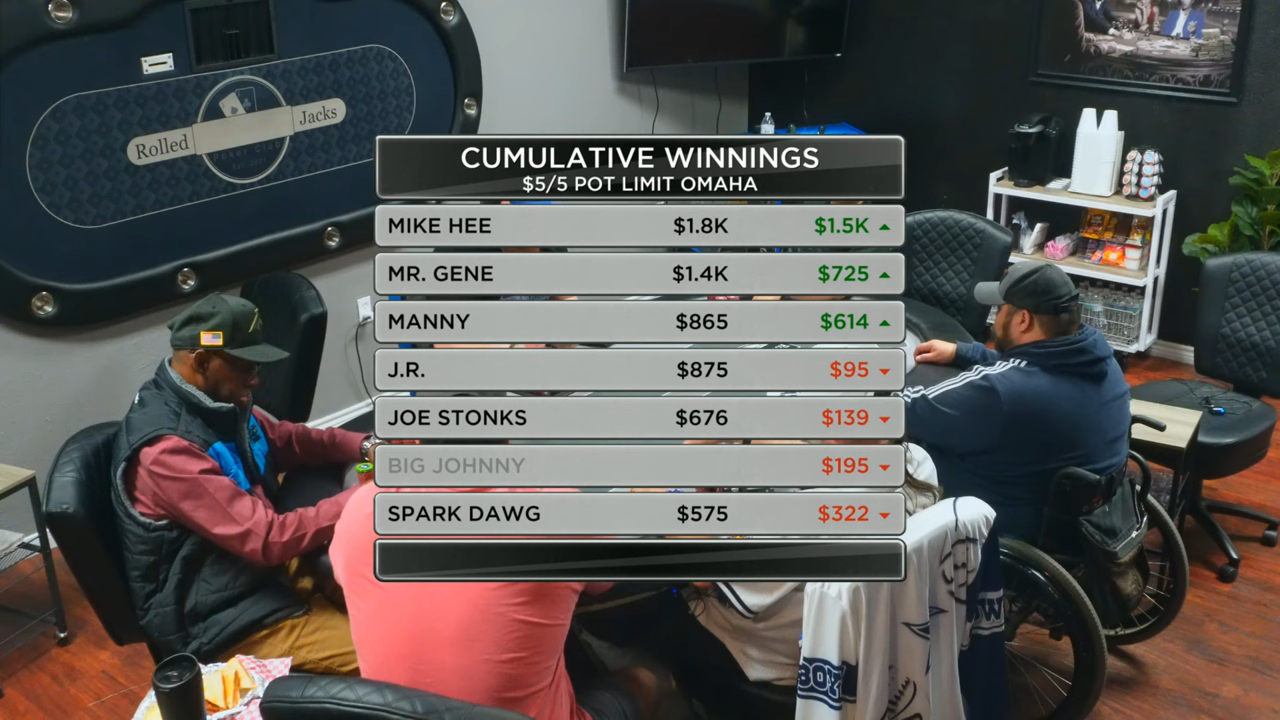 Rolled Jacks
CUMULATIVE WINNINGS
$5/5 POT LIMIT OMAHA
MIKE HEE $1.8K $1.5K
MR. GENE $1.4K $725
MANNY $865 $614
J.R. $875 $95
JOE STONKS $676 $139
BIG JOHNNY $195
SPARK DAWG $575 $322